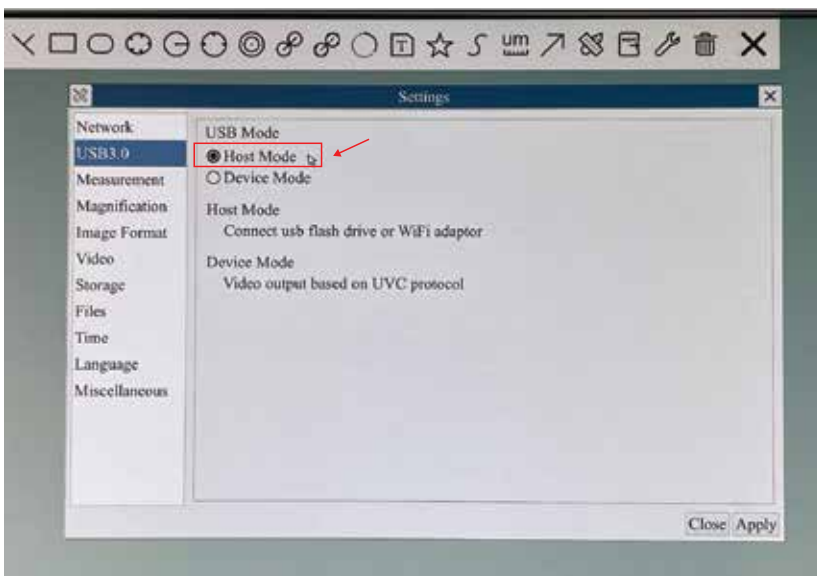 T
um
Settings
Network
USB3.0
Measurement
Magnification
Image Format
Video
Storage
Files
Time
Language
Miscellaneous
USB Mode
Host Mode
Device Mode
Host Mode
Connect usb flash drive or WiFi adaptor
Device Mode
Video output based on UVC protocol
Close Apply